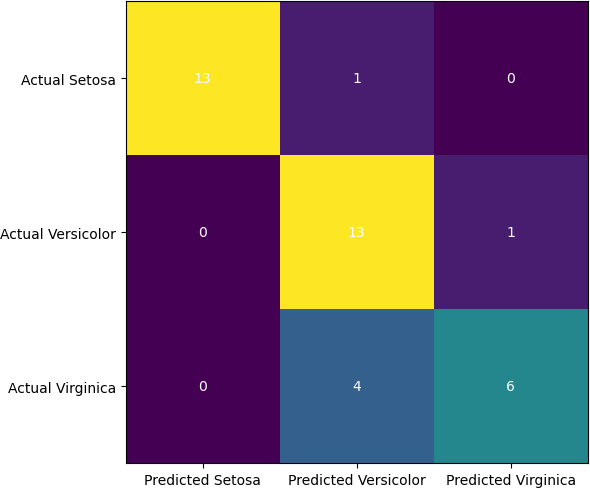 Actual Setosa 13 1 0
Actual Versicolor 0 13 1
Actual Virginica 0 4 6
Predicted Setosa Predicted Versicolor Predicted Virginica